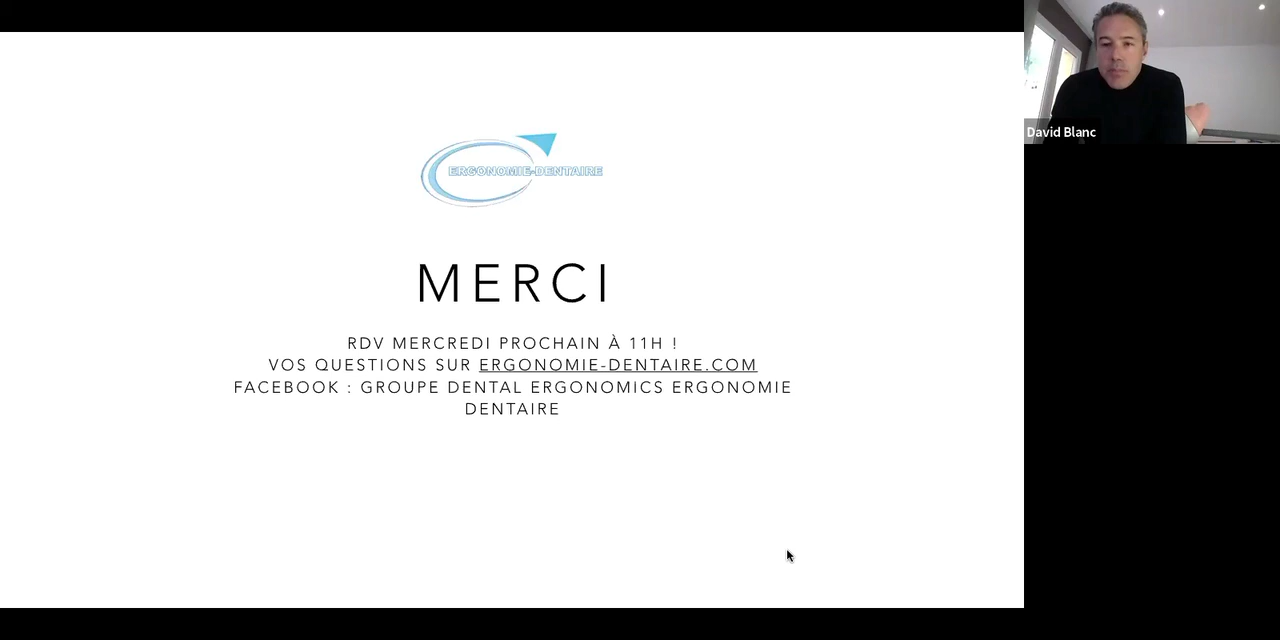 ERGONOMIE-DENTAIRE
MERCI
RDV MERCREDI PROCHAIN À 11H !
VOS QUESTIONS SUR ERGONOMIE-DENTAIRE.COM
FACEBOOK : GROUPE DENTAL ERGONOMICS ERGONOMIE
DENTAIRE
David Blanc